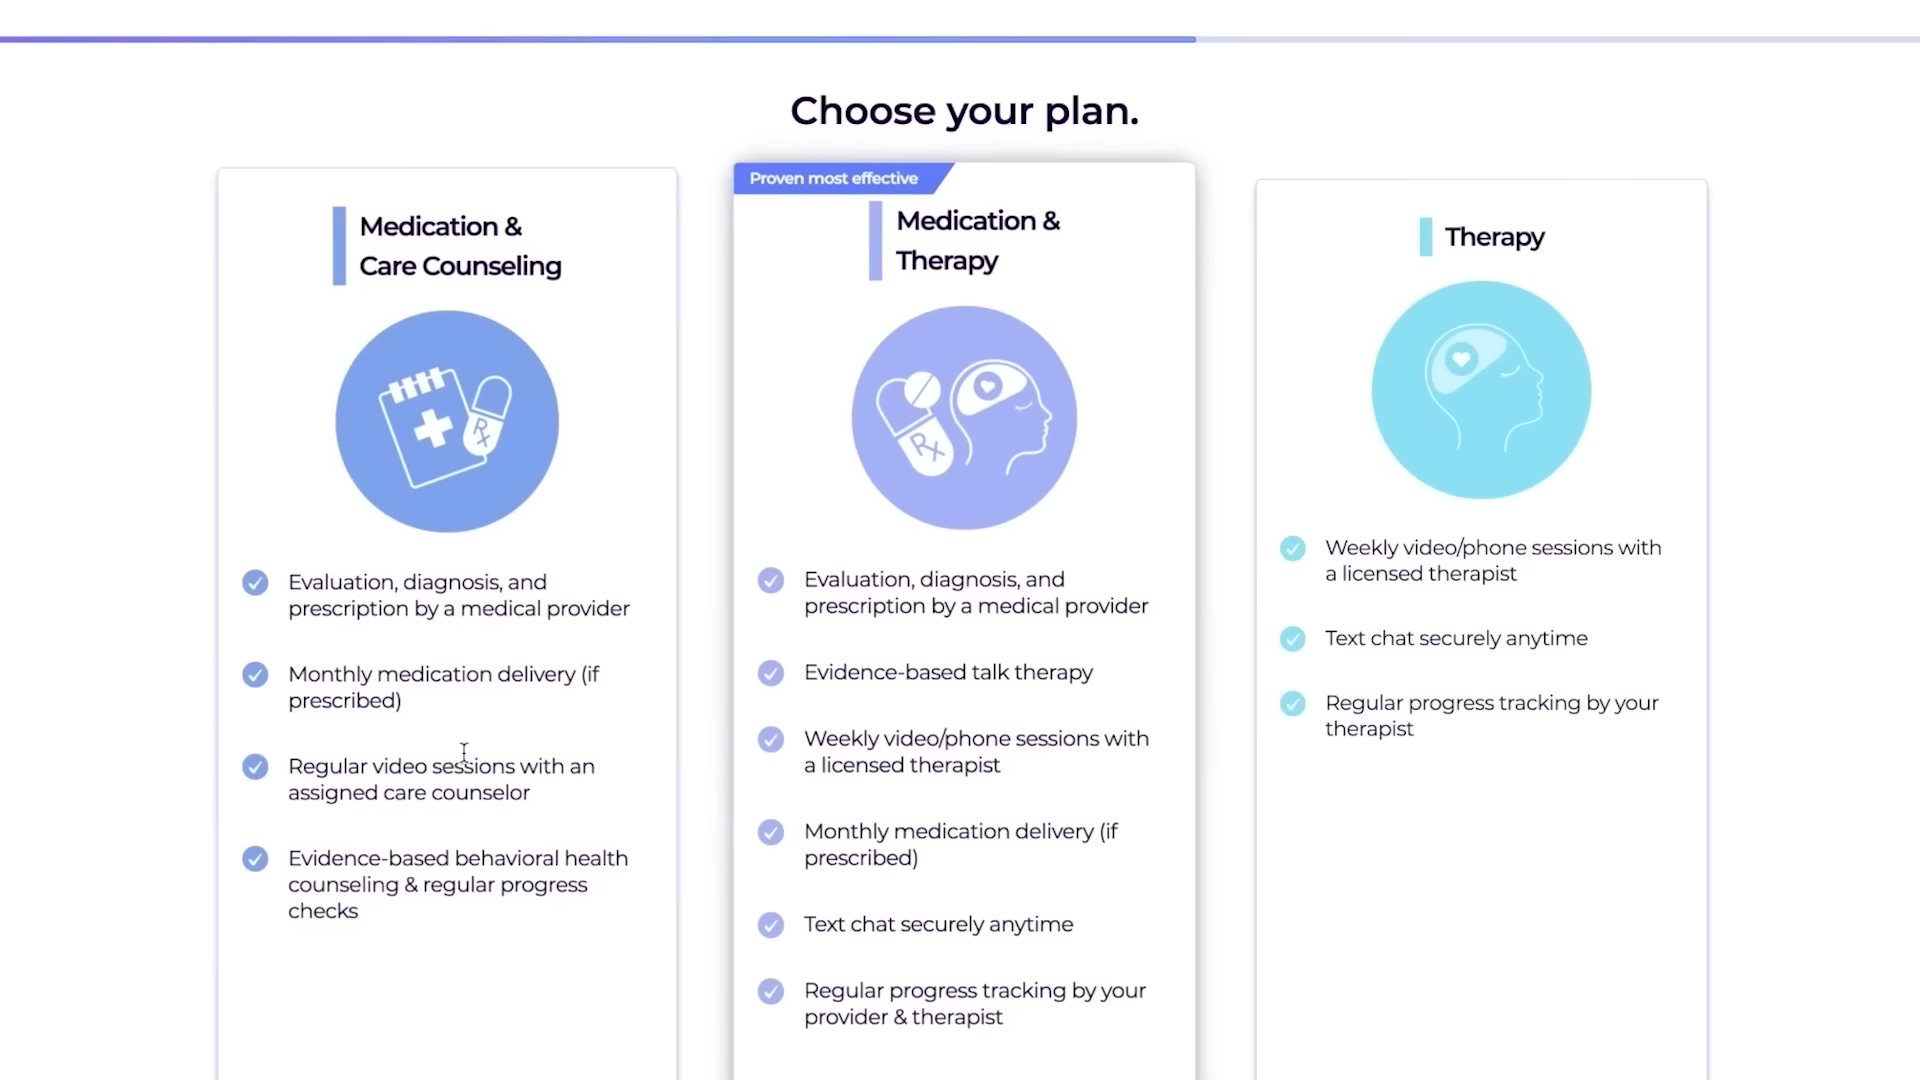 Choose your plan.
Medication &
Care Counseling
Rx
Evaluation, diagnosis, and
prescription by a medical provider
Monthly medication delivery (if
prescribed)
Regular video sessions with an
assigned care counselor
Evidence-based behavioral health
counseling & regular progress
checks
Proven most effective
Medication &
Therapy
Rx
Evaluation, diagnosis, and
prescription by a medical provider
Evidence-based talk therapy
Weekly video/phone sessions with
a licensed therapist
Monthly medication delivery (if
prescribed)
Text chat securely anytime
Regular progress tracking by your
provider & therapist
Therapy
Weekly video/phone sessions with
a licensed therapist
Text chat securely anytime
Regular progress tracking by your
therapist